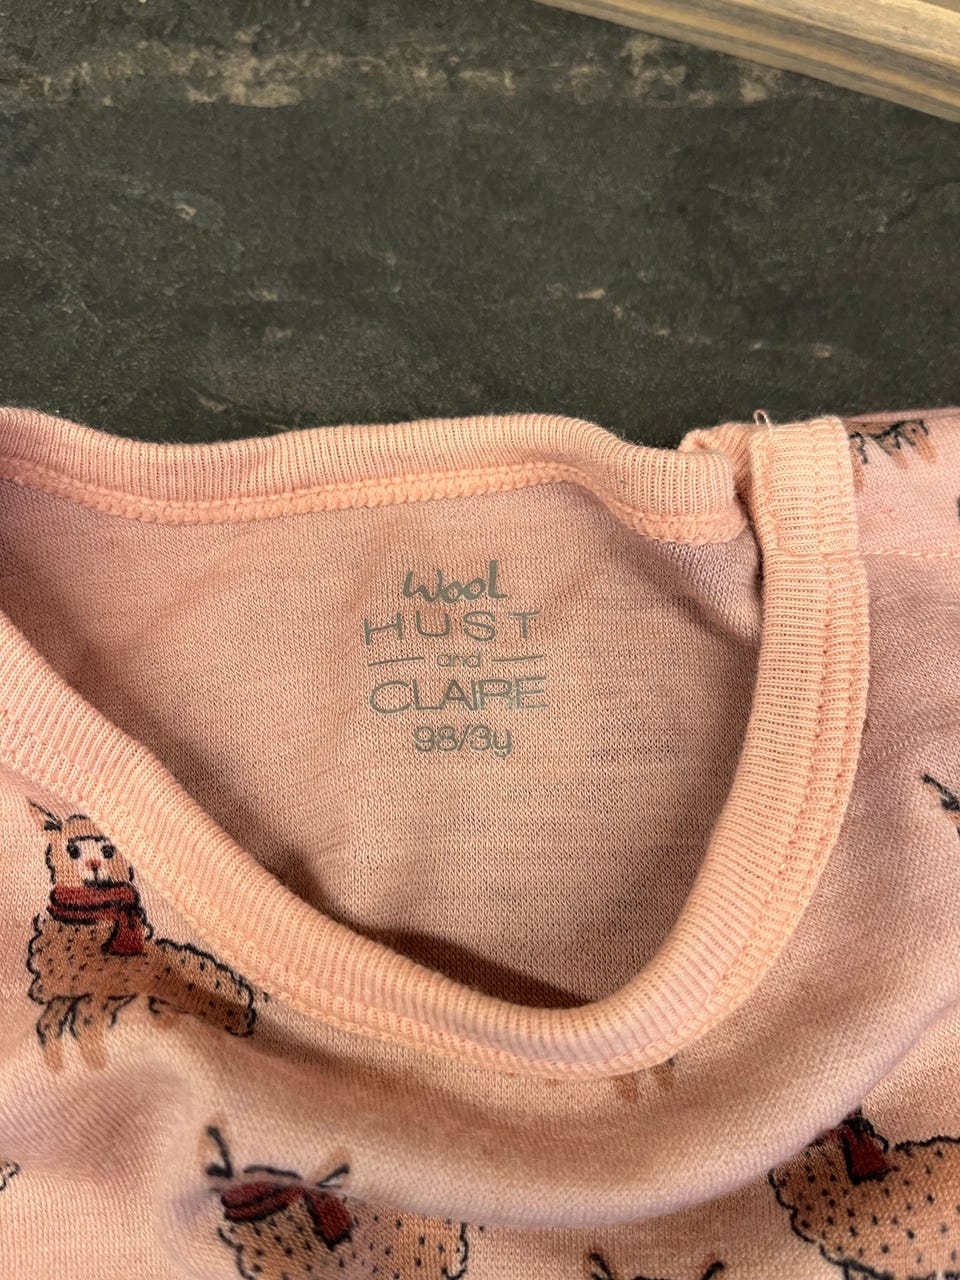 Wool
HUST
and
CLAIRE
98/3y